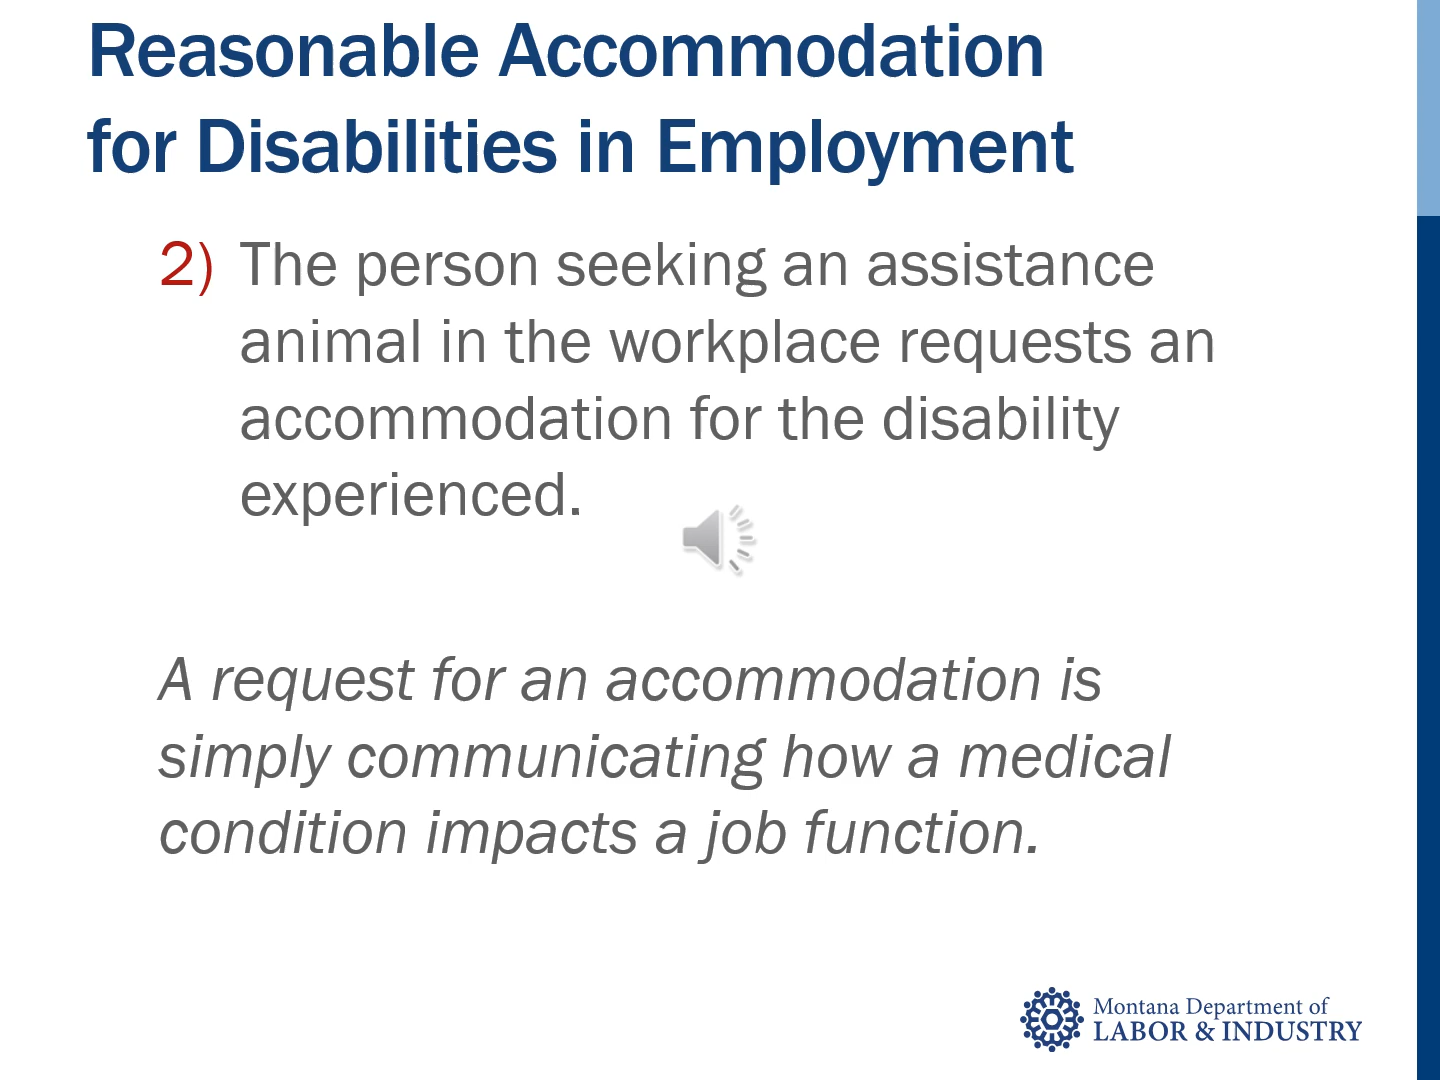 Reasonable Accommodation
for Disabilities in Employment
2) The person seeking an assistance
animal in the workplace requests an
accommodation for the disability
experienced.
A request for an accommodation is
simply communicating how a medical
condition impacts a job function.
Montana Department of
LABOR & INDUSTRY